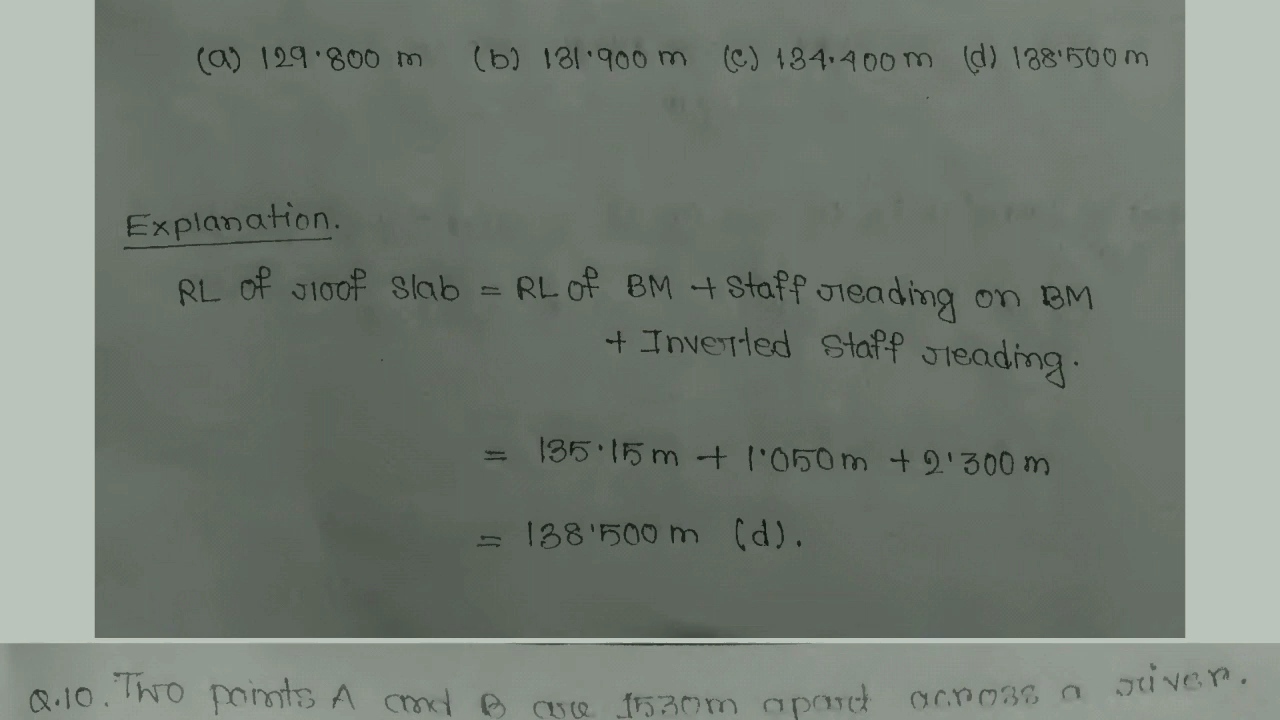 (a) 129.800 m (b) 131.900 m (c) 134.400 m (d) 138.500 m
Explanation.
RL of roof slab = RL of BM + Staff reading on BM
+ Inverted Staff reading.
= 135.15 m + 1.050 m + 2.300 m
= 138.500 m (d).
Q.10. Two points A and B are 1530m apart across a river.